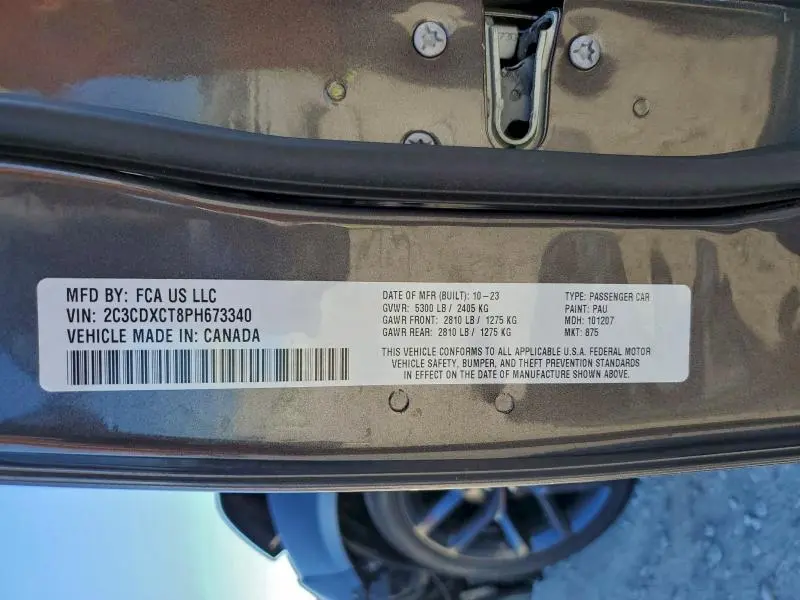 MFD BY: FCA US LLC
VIN: 2C3CDXCT8PH673340
VEHICLE MADE IN: CANADA
DATE OF MFR (BUILT): 10-23
GVWR: 5300 LB / 2405 KG
GAWR FRONT: 2810 LB / 1275 KG
GAWR REAR: 2810 LB / 1275 KG
THIS VEHICLE CONFORMS TO ALL APPLICABLE U.S.A. FEDERAL MOTOR
VEHICLE SAFETY, BUMPER, AND THEFT PREVENTION STANDARDS
IN EFFECT ON THE DATE OF MANUFACTURE SHOWN ABOVE.
TYPE: PASSENGER CAR
PAINT: PAU
MDH: 101207
MKT: 875